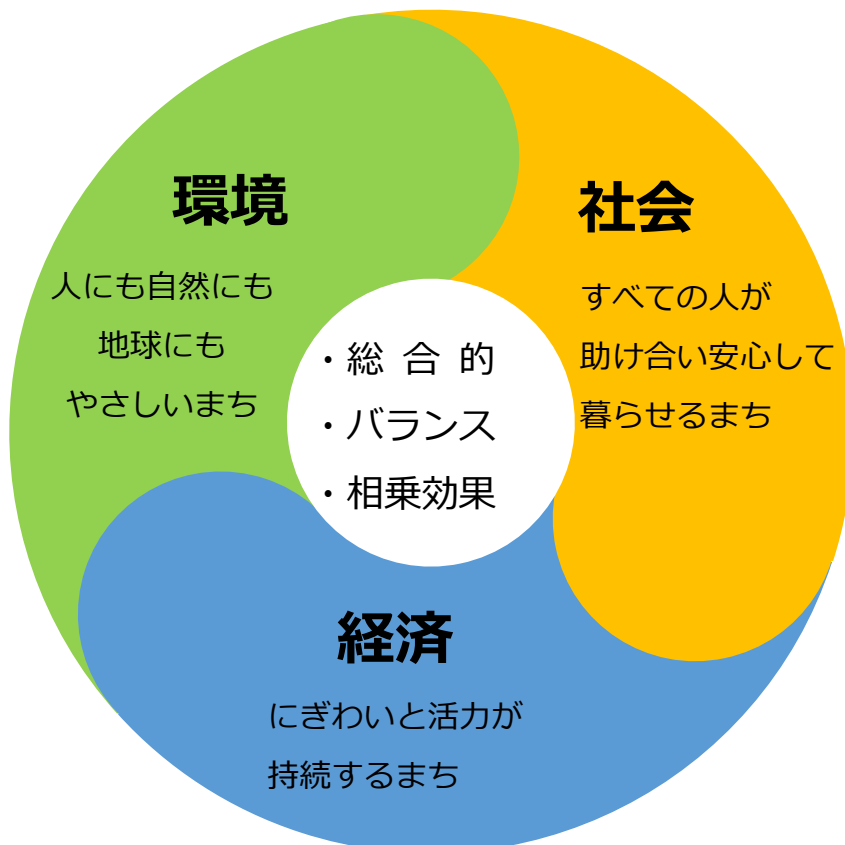 環境
人にも自然にも
地球にも
やさしいまち
社会
すべての人が
助け合い安心して
暮らせるまち
・総 合 的
・バランス
・相乗効果
経済
にぎわいと活力が
持続するまち